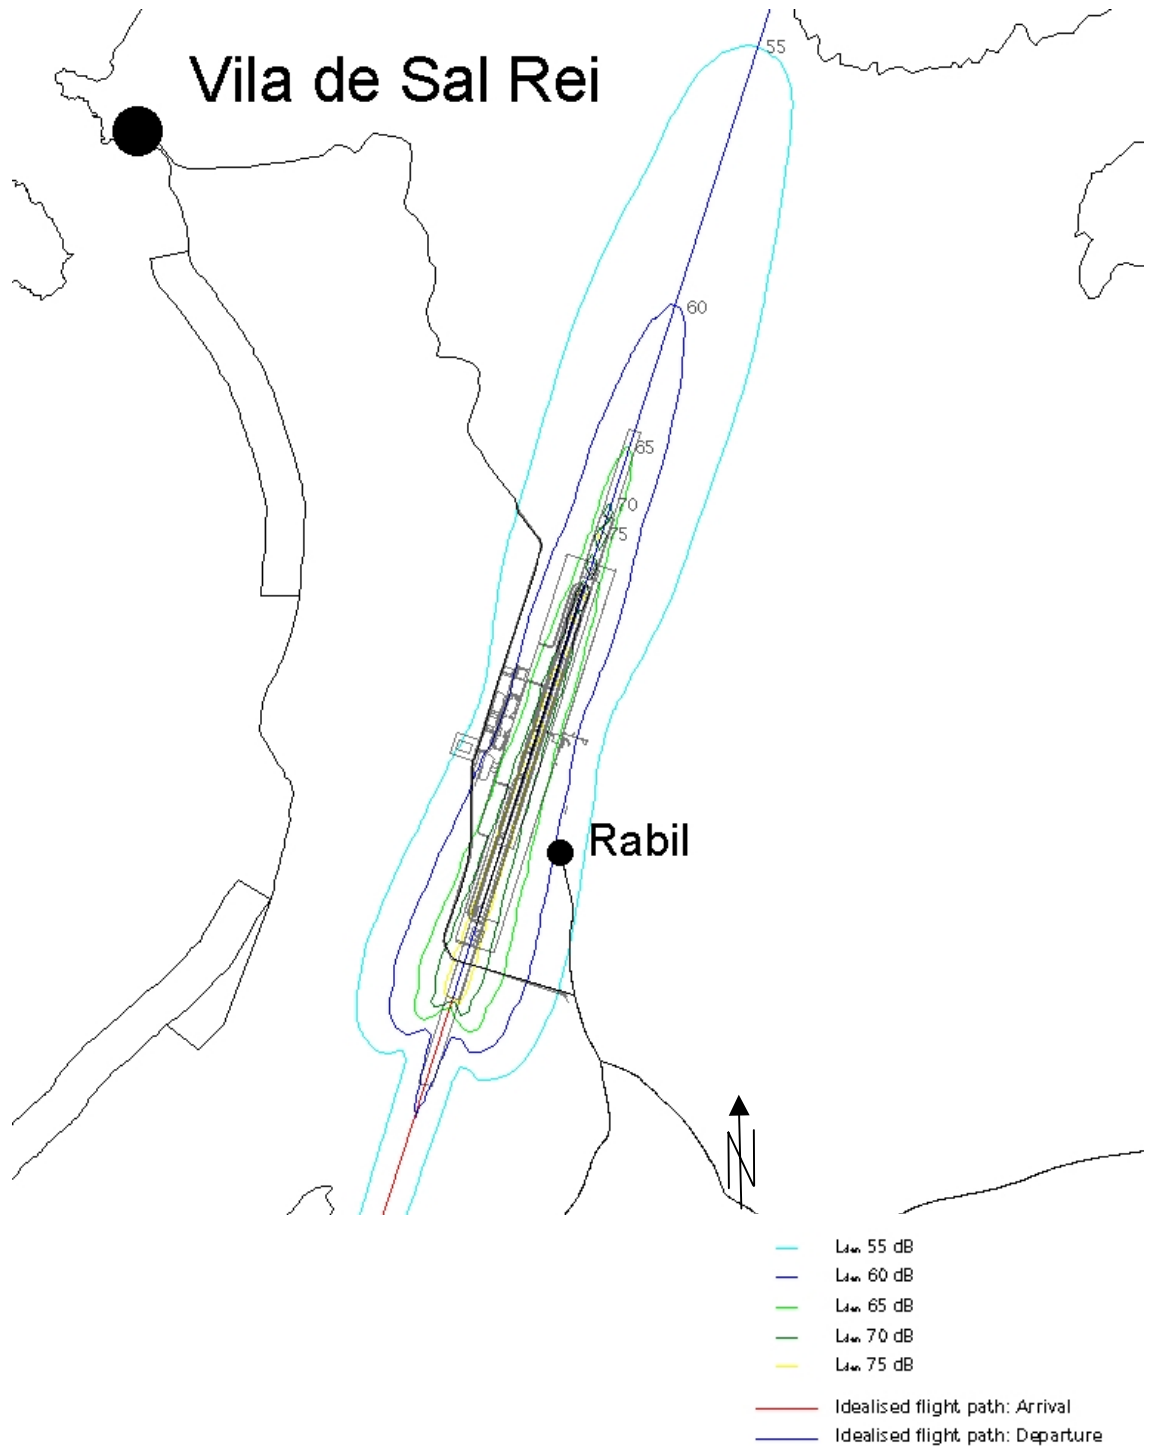 Vila de Sal Rei
55
60
65
70
75
Rabil
N
Lden 55 dB
Lden 60 dB
Lden 65 dB
Lden 70 dB
Lden 75 dB
Idealised flight path: Arrival
Idealised flight path: Departure